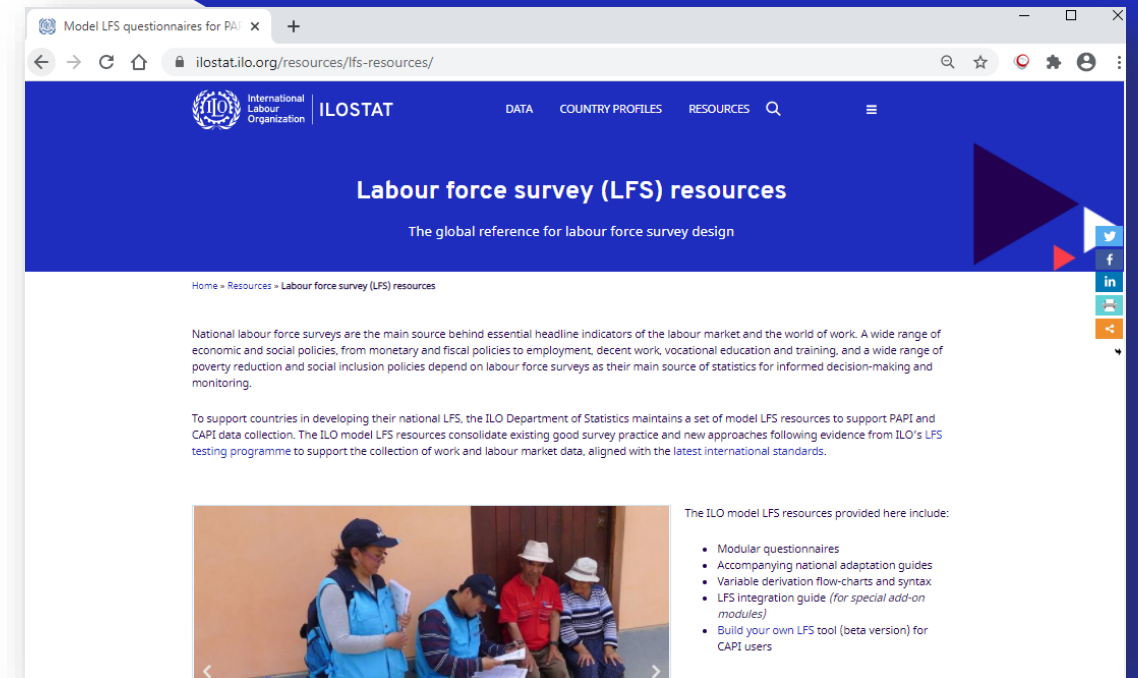 Model LFS questionnaires for PAP
ilostat.ilo.org/resources/lfs-resources/
International
Labour
Organization
ILOSTAT
DATA COUNTRY PROFILES RESOURCES
Labour force survey (LFS) resources
The global reference for labour force survey design
Home » Resources » Labour force survey (LFS) resources
National labour force surveys are the main source behind essential headline indicators of the labour market and the world of work. A wide range of
economic and social policies, from monetary and fiscal policies to employment, decent work, vocational education and training, and a wide range of
poverty reduction and social inclusion policies depend on labour force surveys as their main source of statistics for informed decision-making and
monitoring.
To support countries in developing their national LFS, the ILO Department of Statistics maintains a set of model LFS resources to support PAPI and
CAPI data collection. The ILO model LFS resources consolidate existing good survey practice and new approaches following evidence from ILO's LFS
testing programme to support the collection of work and labour market data, aligned with the latest international standards.
The ILO model LFS resources provided here include:
• Modular questionnaires
• Accompanying national adaptation guides
• Variable derivation flow-charts and syntax
• LFS integration guide (for special add-on
modules)
• Build your own LFS tool (beta version) for
CAPI users